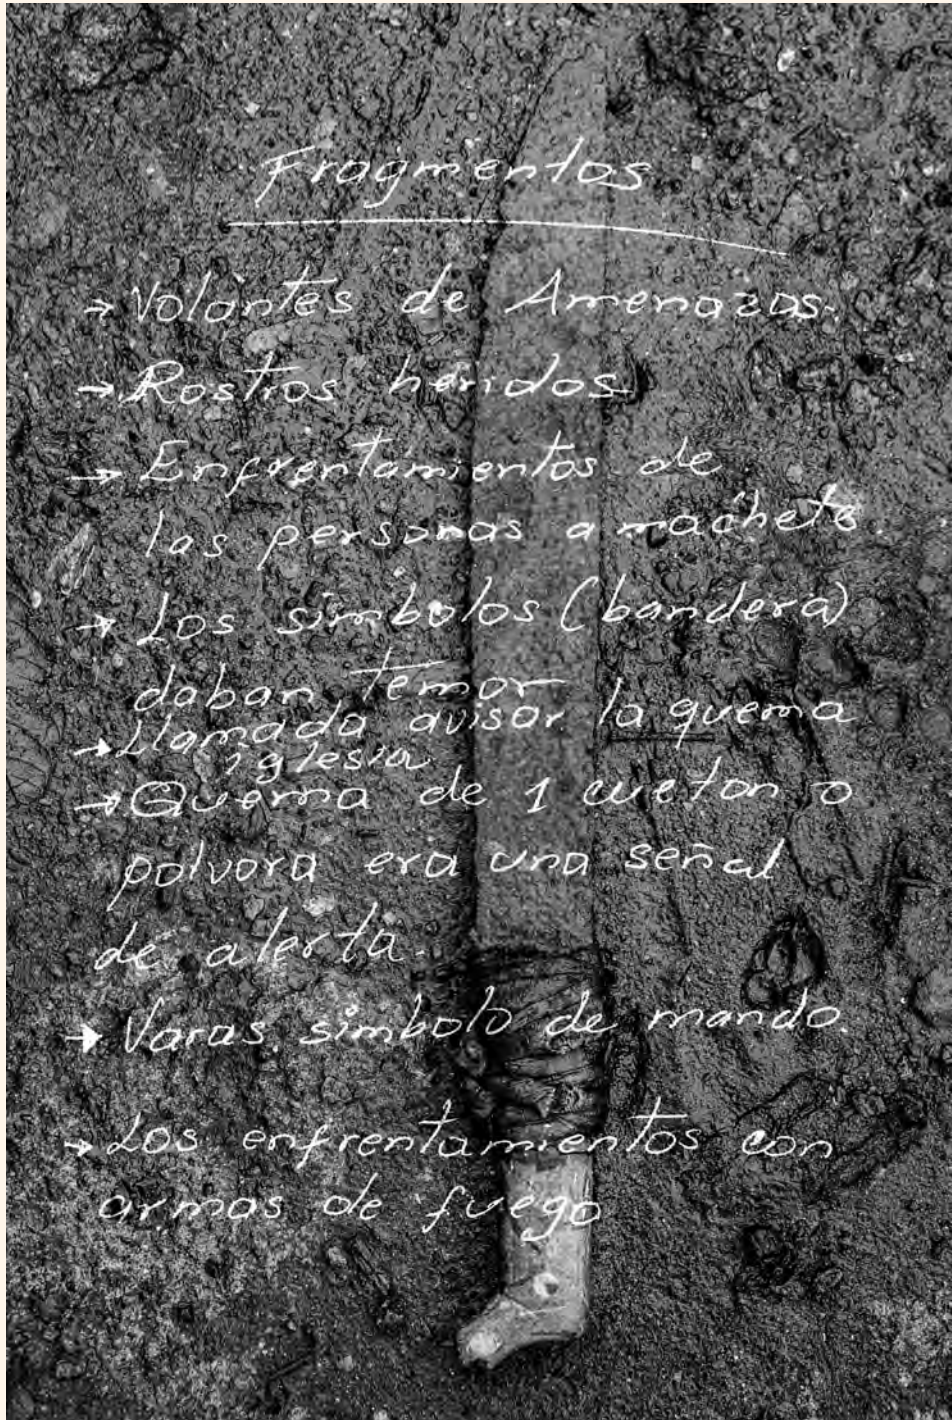 Fragmentos
→ Volantes de Amenazas.
→ Rostros heridos
→ Enfrentamientos de
las personas a machete
→ Los simbolos (bandera)
daban temor
→ Llamada avisar la quema
iglesia
→ Quema de 1 cueton o
polvora era una señal
de alerta.
→ Varas simbolo de mando.
→ Los enfrentamientos con
armas de fuego